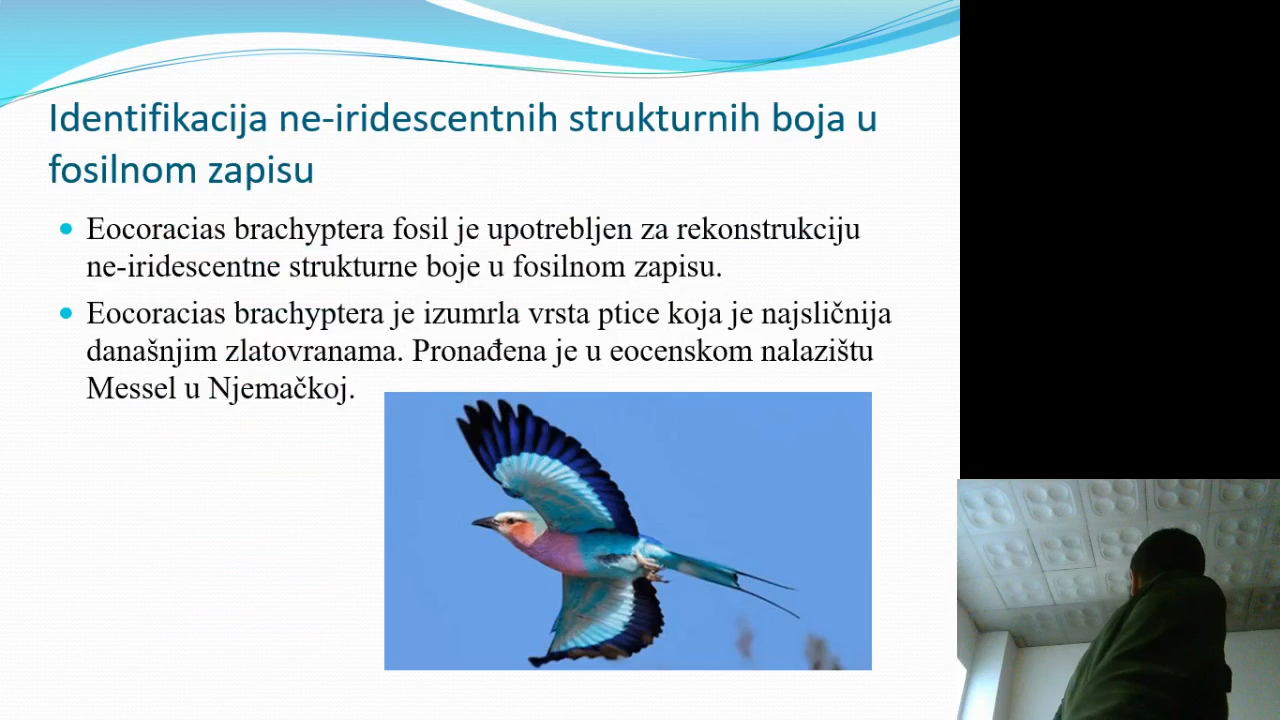 Identifikacija ne-iridescentnih strukturnih boja u
fosilnom zapisu
Eocoracias brachyptera fosil je upotrebljen za rekonstrukciju
ne-iridescentne strukturne boje u fosilnom zapisu.
Eocoracias brachyptera je izumrla vrsta ptice koja je najsličnija
današnjim zlatovranama. Pronađena je u eocenskom nalazištu
Messel u Njemačkoj.